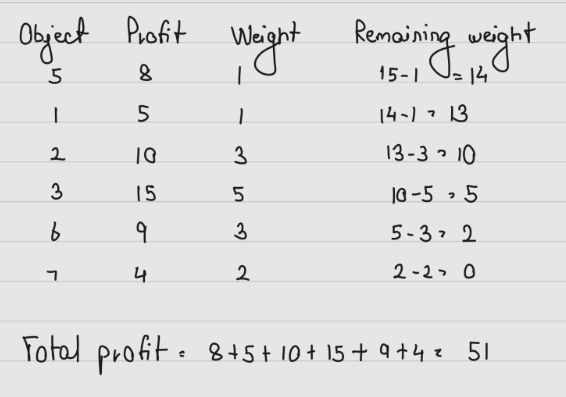 Object Profit Weight Remaining weight
5 8 1 15-1 = 14
1 5 1 14-1 = 13
2 10 3 13-3 = 10
3 15 5 10-5 = 5
6 9 3 5-3 = 2
7 4 2 2-2 = 0
Total profit = 8+5+10+15+9+4 = 51